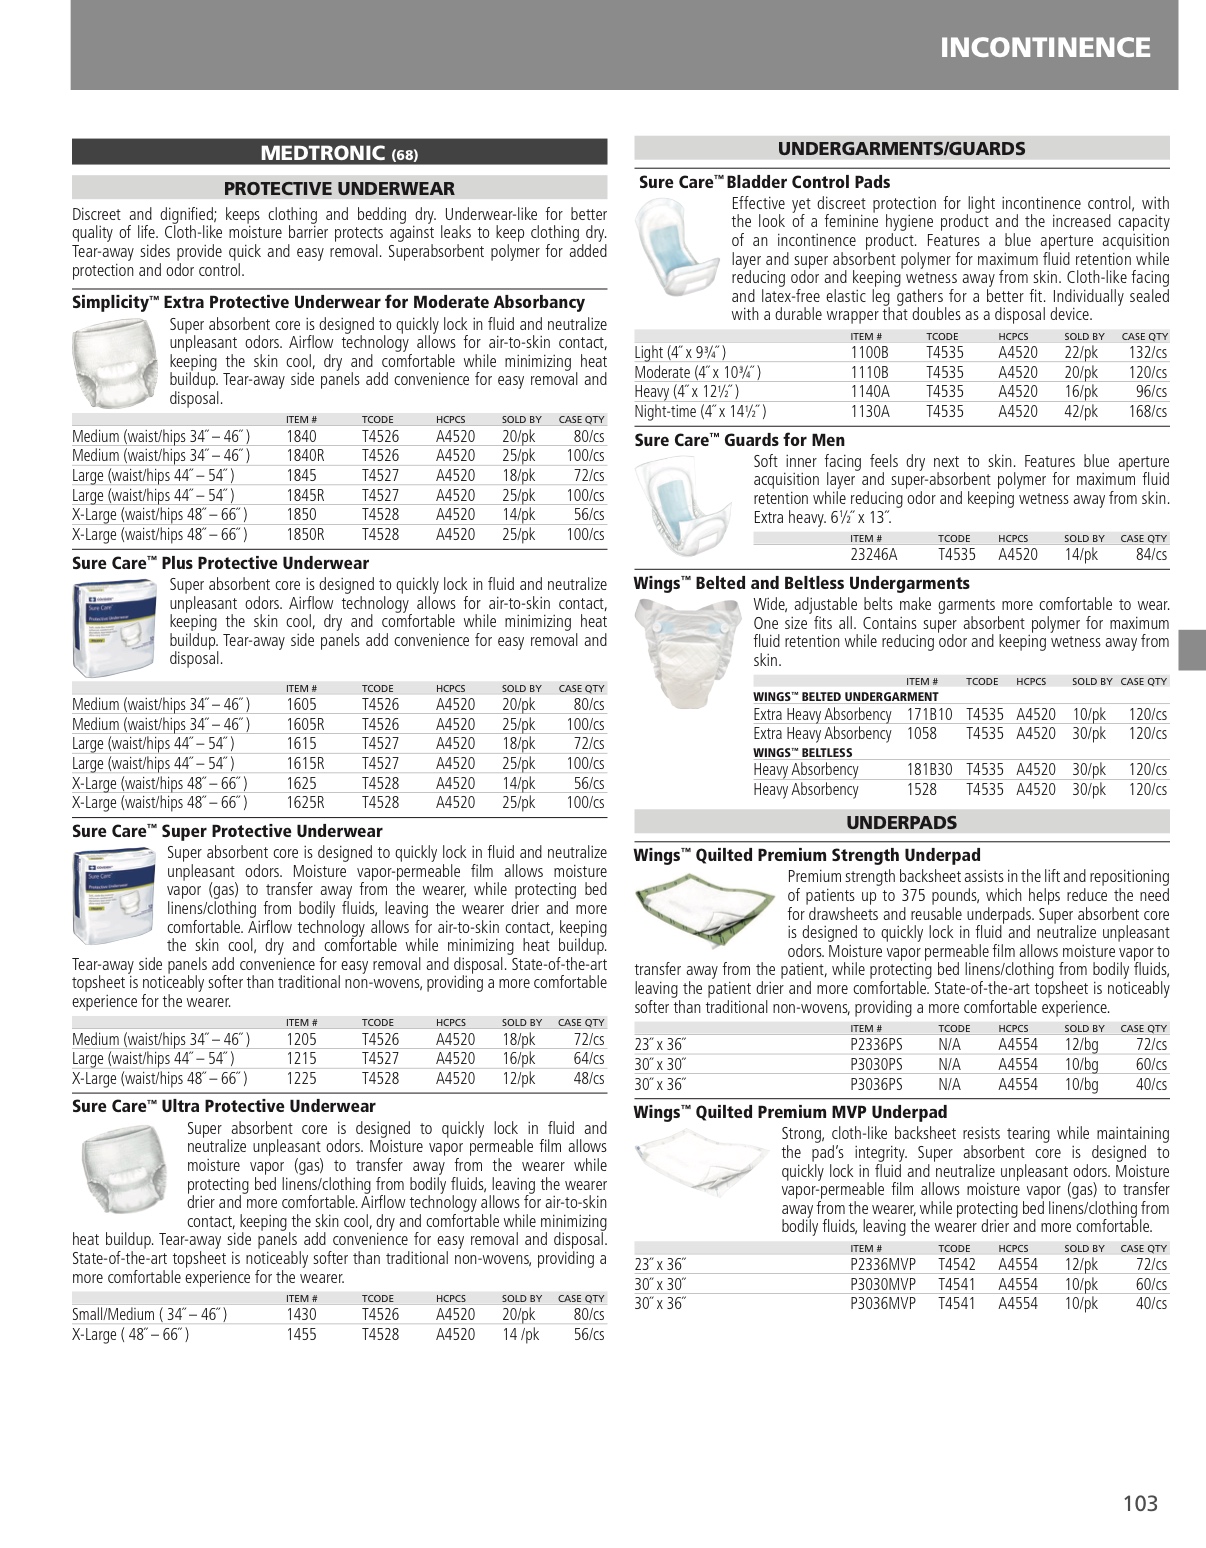 INCONTINENCE
MEDTRONIC (68)
PROTECTIVE UNDERWEAR
Discreet and dignified; keeps clothing and bedding dry. Underwear-like for better
quality of life. Cloth-like moisture barrier protects against leaks to keep clothing dry.
Tear-away sides provide quick and easy removal. Superabsorbent polymer for added
protection and odor control.
Simplicity™ Extra Protective Underwear for Moderate Absorbancy
Super absorbent core is designed to quickly lock in fluid and neutralize
unpleasant odors. Airflow technology allows for air-to-skin contact,
keeping the skin cool, dry and comfortable while minimizing heat
buildup. Tear-away side panels add convenience for easy removal and
disposal.
ITEM # TCODE HCPCS SOLD BY CASE QTY
Medium (waist/hips 34˝ – 46˝ ) 1840 T4526 A4520 20/pk 80/cs
Medium (waist/hips 34˝ – 46˝ ) 1840R T4526 A4520 25/pk 100/cs
Large (waist/hips 44˝ – 54˝ ) 1845 T4527 A4520 18/pk 72/cs
Large (waist/hips 44˝ – 54˝ ) 1845R T4527 A4520 25/pk 100/cs
X-Large (waist/hips 48˝ – 66˝ ) 1850 T4528 A4520 14/pk 56/cs
X-Large (waist/hips 48˝ – 66˝ ) 1850R T4528 A4520 25/pk 100/cs
Sure Care™ Plus Protective Underwear
Sure Care
Protective Underwear
Super absorbent core is designed to quickly lock in fluid and neutralize
unpleasant odors. Airflow technology allows for air-to-skin contact,
keeping the skin cool, dry and comfortable while minimizing heat
buildup. Tear-away side panels add convenience for easy removal and
disposal.
ITEM # TCODE HCPCS SOLD BY CASE QTY
Medium (waist/hips 34˝ – 46˝ ) 1605 T4526 A4520 20/pk 80/cs
Medium (waist/hips 34˝ – 46˝ ) 1605R T4526 A4520 25/pk 100/cs
Large (waist/hips 44˝ – 54˝ ) 1615 T4527 A4520 18/pk 72/cs
Large (waist/hips 44˝ – 54˝ ) 1615R T4527 A4520 25/pk 100/cs
X-Large (waist/hips 48˝ – 66˝ ) 1625 T4528 A4520 14/pk 56/cs
X-Large (waist/hips 48˝ – 66˝ ) 1625R T4528 A4520 25/pk 100/cs
Sure Care™ Super Protective Underwear
Sure Care
Protective Underwear
Super absorbent core is designed to quickly lock in fluid and neutralize
unpleasant odors. Moisture vapor-permeable film allows moisture
vapor (gas) to transfer away from the wearer, while protecting bed
linens/clothing from bodily fluids, leaving the wearer drier and more
comfortable. Airflow technology allows for air-to-skin contact, keeping
the skin cool, dry and comfortable while minimizing heat buildup.
Tear-away side panels add convenience for easy removal and disposal. State-of-the-art
topsheet is noticeably softer than traditional non-wovens, providing a more comfortable
experience for the wearer.
ITEM # TCODE HCPCS SOLD BY CASE QTY
Medium (waist/hips 34˝ – 46˝ ) 1205 T4526 A4520 18/pk 72/cs
Large (waist/hips 44˝ – 54˝ ) 1215 T4527 A4520 16/pk 64/cs
X-Large (waist/hips 48˝ – 66˝ ) 1225 T4528 A4520 12/pk 48/cs
Sure Care™ Ultra Protective Underwear
Super absorbent core is designed to quickly lock in fluid and
neutralize unpleasant odors. Moisture vapor permeable film allows
moisture vapor (gas) to transfer away from the wearer while
protecting bed linens/clothing from bodily fluids, leaving the wearer
drier and more comfortable. Airflow technology allows for air-to-skin
contact, keeping the skin cool, dry and comfortable while minimizing
heat buildup. Tear-away side panels add convenience for easy removal and disposal.
State-of-the-art topsheet is noticeably softer than traditional non-wovens, providing a
more comfortable experience for the wearer.
ITEM # TCODE HCPCS SOLD BY CASE QTY
Small/Medium ( 34˝ – 46˝ ) 1430 T4526 A4520 20/pk 80/cs
X-Large ( 48˝ – 66˝ ) 1455 T4528 A4520 14 /pk 56/cs
UNDERGARMENTS/GUARDS
Sure Care™ Bladder Control Pads
Effective yet discreet protection for light incontinence control, with
the look of a feminine hygiene product and the increased capacity
of an incontinence product. Features a blue aperture acquisition
layer and super absorbent polymer for maximum fluid retention while
reducing odor and keeping wetness away from skin. Cloth-like facing
and latex-free elastic leg gathers for a better fit. Individually sealed
with a durable wrapper that doubles as a disposal device.
ITEM # TCODE HCPCS SOLD BY CASE QTY
Light (4˝ x 9¾˝ ) 1100B T4535 A4520 22/pk 132/cs
Moderate (4˝ x 10¾˝ ) 1110B T4535 A4520 20/pk 120/cs
Heavy (4˝ x 12½˝ ) 1140A T4535 A4520 16/pk 96/cs
Night-time (4˝ x 14½˝ ) 1130A T4535 A4520 42/pk 168/cs
Sure Care™ Guards for Men
Soft inner facing feels dry next to skin. Features blue aperture
acquisition layer and super-absorbent polymer for maximum fluid
retention while reducing odor and keeping wetness away from skin.
Extra heavy. 6½˝ x 13˝.
ITEM # TCODE HCPCS SOLD BY CASE QTY
23246A T4535 A4520 14/pk 84/cs
Wings™ Belted and Beltless Undergarments
Wide, adjustable belts make garments more comfortable to wear.
One size fits all. Contains super absorbent polymer for maximum
fluid retention while reducing odor and keeping wetness away from
skin.
ITEM # TCODE HCPCS SOLD BY CASE QTY
WINGS™ BELTED UNDERGARMENT
Extra Heavy Absorbency 171B10 T4535 A4520 10/pk 120/cs
Extra Heavy Absorbency 1058 T4535 A4520 30/pk 120/cs
WINGS™ BELTLESS
Heavy Absorbency 181B30 T4535 A4520 30/pk 120/cs
Heavy Absorbency 1528 T4535 A4520 30/pk 120/cs
UNDERPADS
Wings™ Quilted Premium Strength Underpad
Premium strength backsheet assists in the lift and repositioning
of patients up to 375 pounds, which helps reduce the need
for drawsheets and reusable underpads. Super absorbent core
is designed to quickly lock in fluid and neutralize unpleasant
odors. Moisture vapor permeable film allows moisture vapor to
transfer away from the patient, while protecting bed linens/clothing from bodily fluids,
leaving the patient drier and more comfortable. State-of-the-art topsheet is noticeably
softer than traditional non-wovens, providing a more comfortable experience.
ITEM # TCODE HCPCS SOLD BY CASE QTY
23˝ x 36˝ P2336PS N/A A4554 12/bg 72/cs
30˝ x 30˝ P3030PS N/A A4554 10/bg 60/cs
30˝ x 36˝ P3036PS N/A A4554 10/bg 40/cs
Wings™ Quilted Premium MVP Underpad
Strong, cloth-like backsheet resists tearing while maintaining
the pad’s integrity. Super absorbent core is designed to
quickly lock in fluid and neutralize unpleasant odors. Moisture
vapor-permeable film allows moisture vapor (gas) to transfer
away from the wearer, while protecting bed linens/clothing from
bodily fluids, leaving the wearer drier and more comfortable.
ITEM # TCODE HCPCS SOLD BY CASE QTY
23˝ x 36˝ P2336MVP T4542 A4554 12/pk 72/cs
30˝ x 30˝ P3030MVP T4541 A4554 10/pk 60/cs
30˝ x 36˝ P3036MVP T4541 A4554 10/pk 40/cs
103